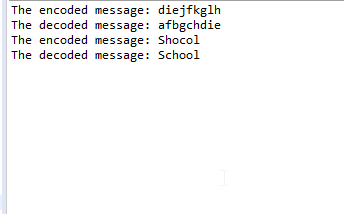 The encoded message: diejfkglh
The decoded message: afbgchdie
The encoded message: Shocol
The decoded message: School